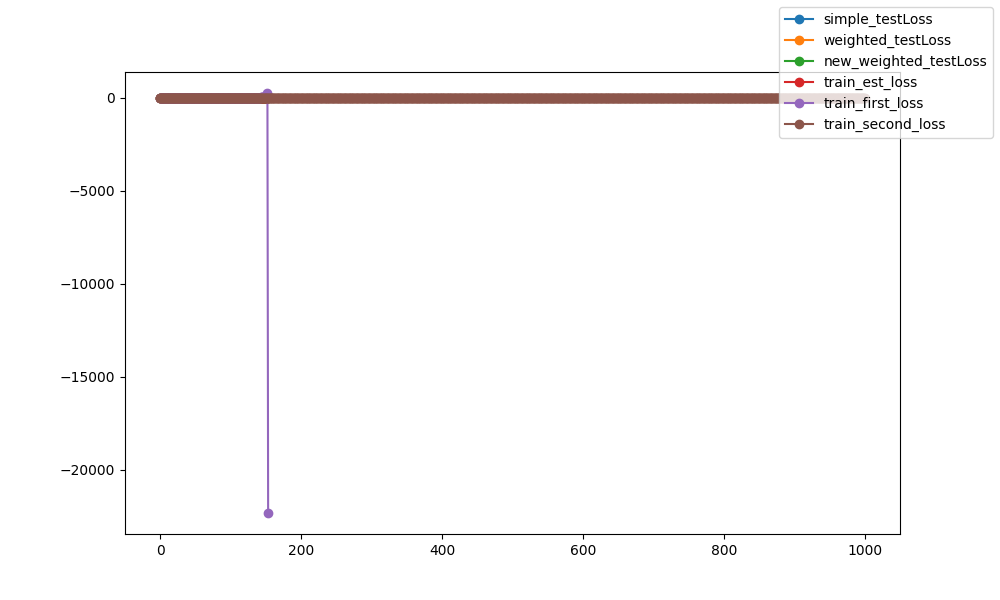 simple_testLoss
weighted_testLoss
new_weighted_testLoss
train_est_loss
train_first_loss
train_second_loss
0
−5000
−10000
−15000
−20000
0 200 400 600 800 1000